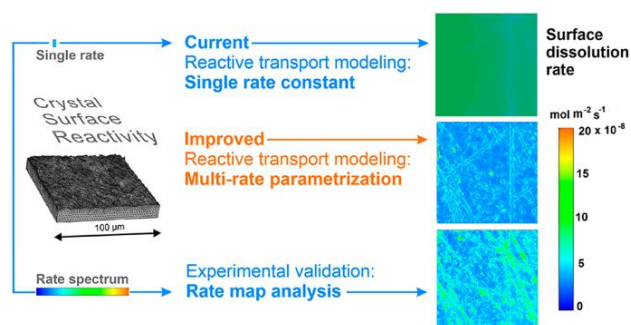 Single rate
Current
Reactive transport modeling:
Single rate constant
Surface
dissolution
rate
Crystal
Surface
Reactivity
100 µm
Improved
Reactive transport modeling:
Multi-rate parametrization
mol m⁻² s⁻¹
20 x 10⁻⁸
15
10
5
0
Rate spectrum
Experimental validation:
Rate map analysis